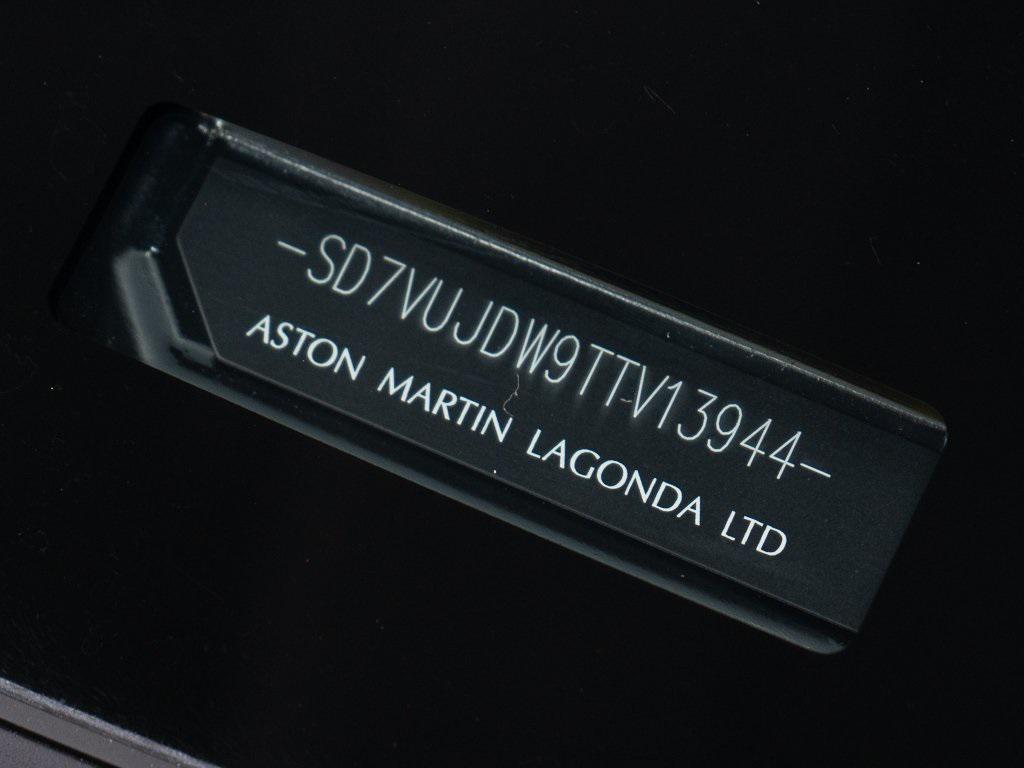 -SD7VUJDW9TTV13944-
ASTON MARTIN LAGONDA LTD